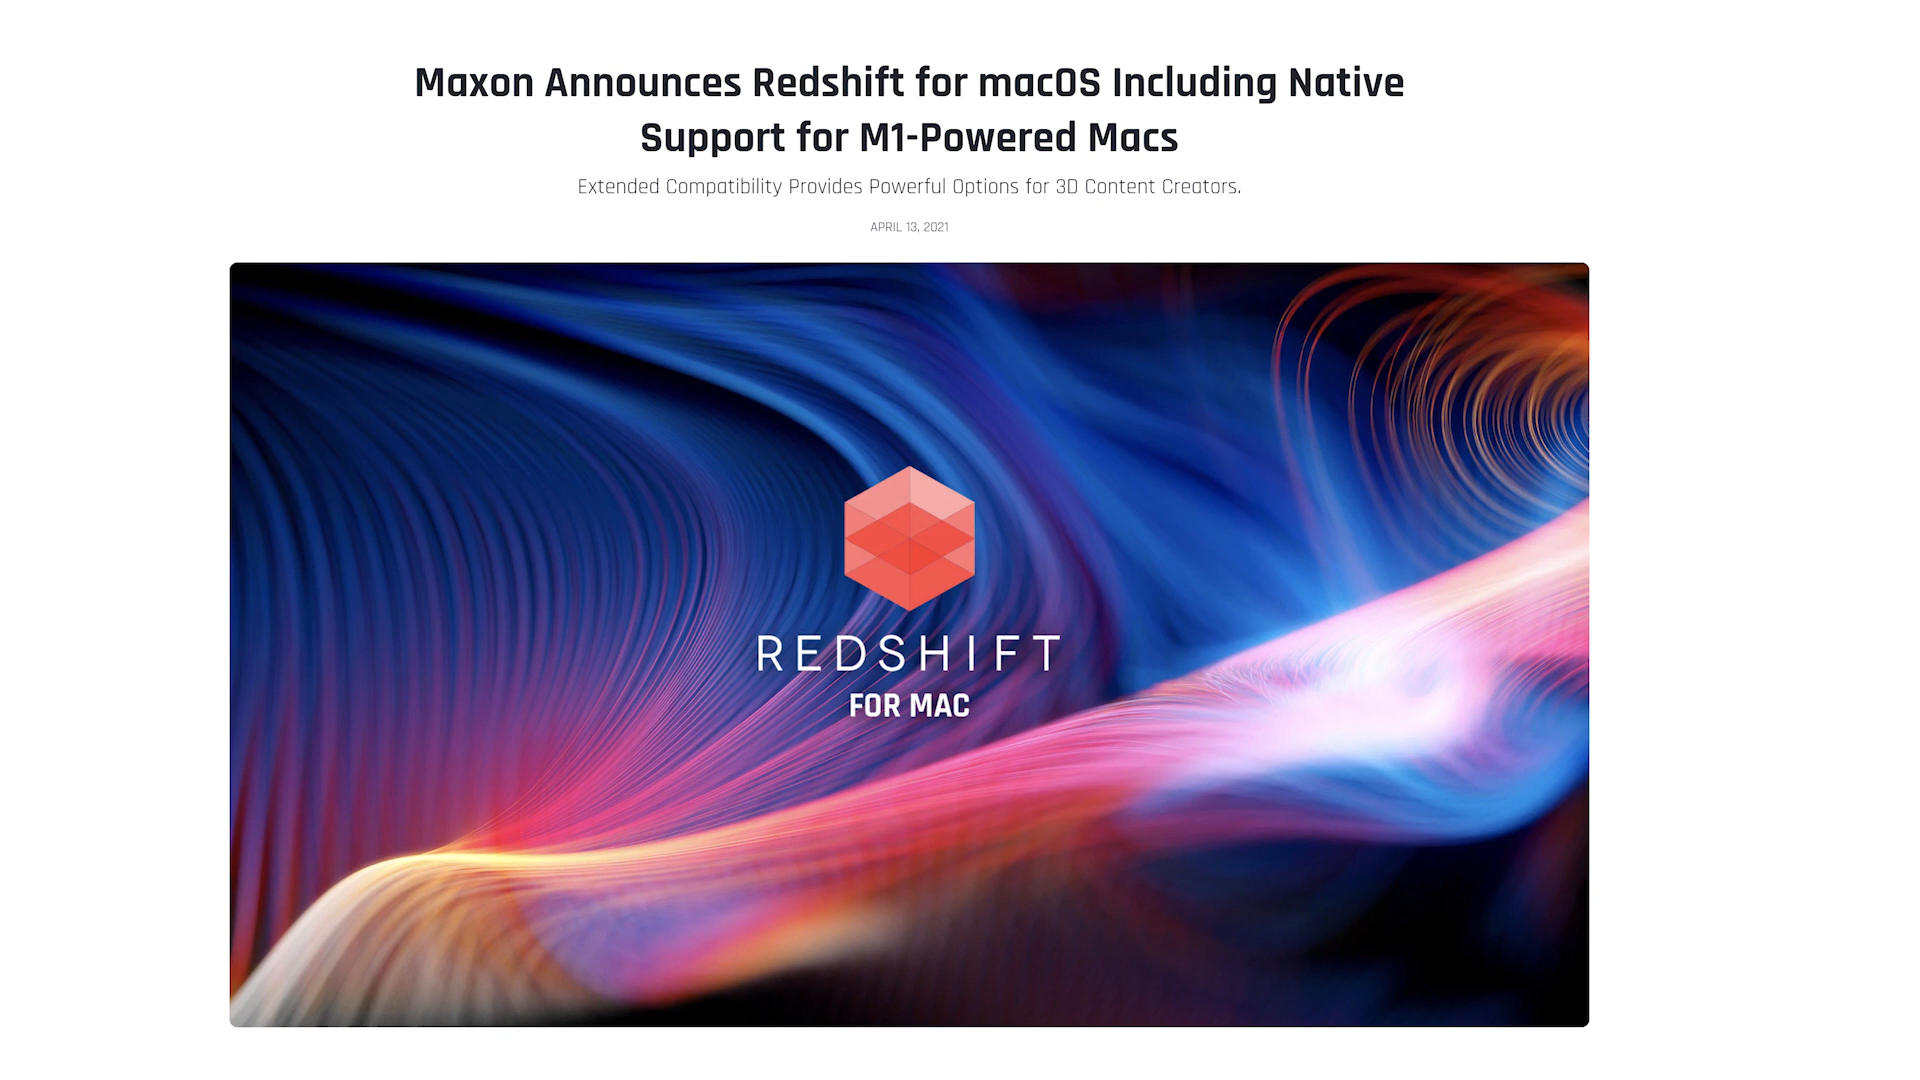 Maxon Announces Redshift for macOS Including Native
Support for M1-Powered Macs
Extended Compatibility Provides Powerful Options for 3D Content Creators.
APRIL 13, 2021
REDSHIFT
FOR MAC